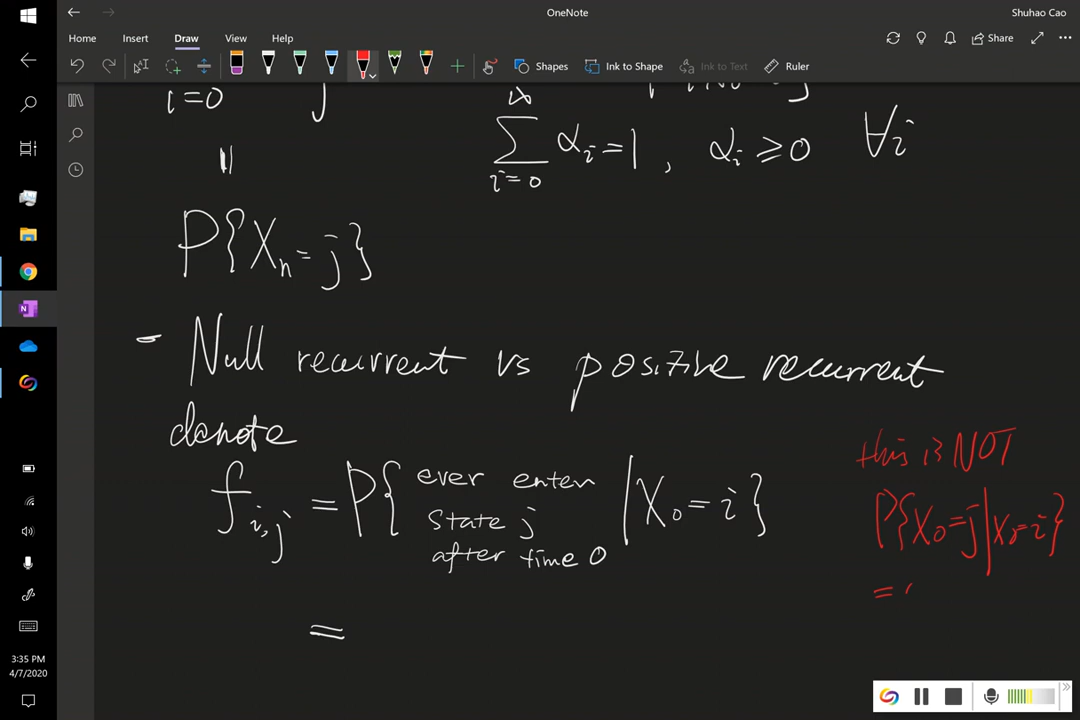 OneNote
Shuhao Cao
Home Insert Draw View Help
Share
Shapes Ink to Shape Ink to Text Ruler
i=0 j
∞
∑ αᵢ=1, αᵢ ≥ 0 ∀i
i=0
P{Xₙ = j}
- Null recurrent vs positive recurrent
denote
f i,j = P{ ever enter state j after time 0 | X₀ = i}
=
this is NOT
P{X₀=j|X₀=i}
=
3:35 PM
4/7/2020